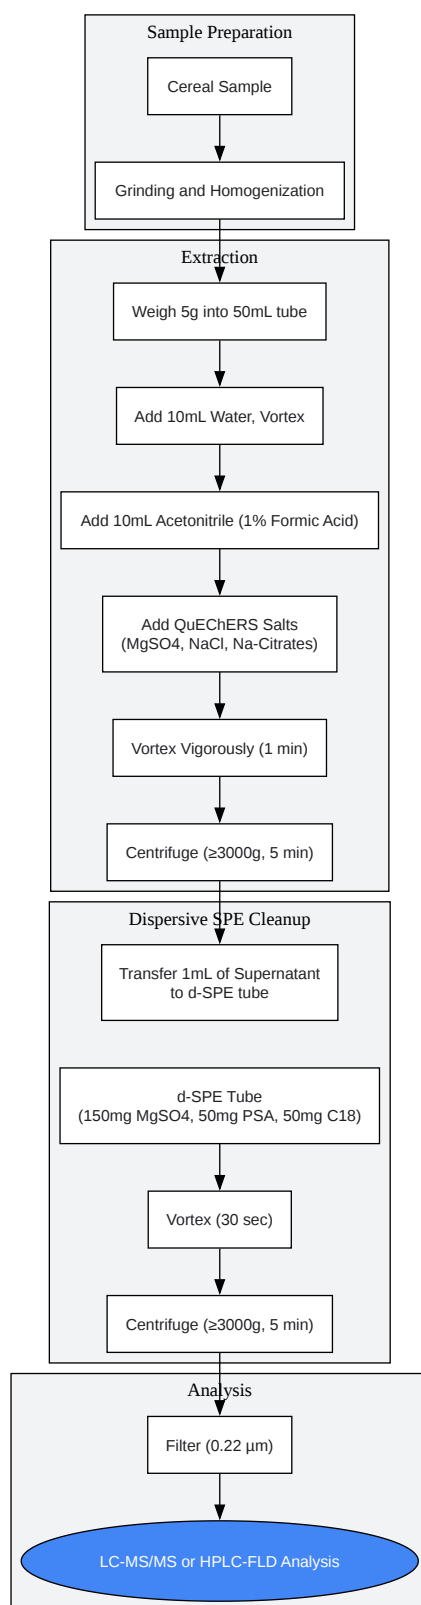 Sample Preparation
Cereal Sample
Grinding and Homogenization
Extraction
Weigh 5g into 50mL tube
Add 10mL Water, Vortex
Add 10mL Acetonitrile (1% Formic Acid)
Add QuEChERS Salts
(MgSO4, NaCl, Na-Citrates)
Vortex Vigorously (1 min)
Centrifuge (≥3000g, 5 min)
Dispersive SPE Cleanup
Transfer 1mL of Supernatant
to d-SPE tube
d-SPE Tube
(150mg MgSO4, 50mg PSA, 50mg C18)
Vortex (30 sec)
Centrifuge (≥3000g, 5 min)
Analysis
Filter (0.22 µm)
LC-MS/MS or HPLC-FLD Analysis